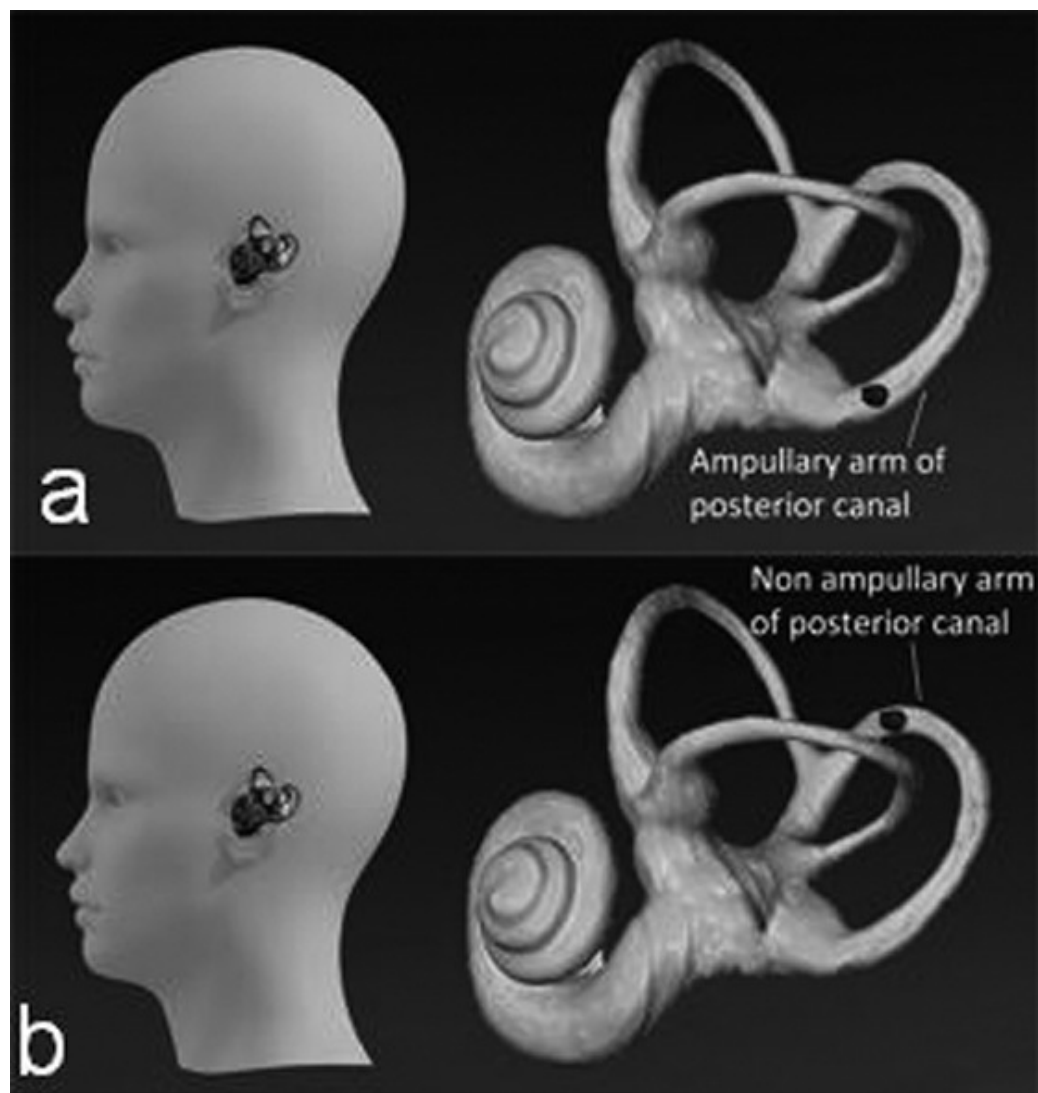 a
Ampullary arm of
posterior canal
Non ampullary arm
of posterior canal
b